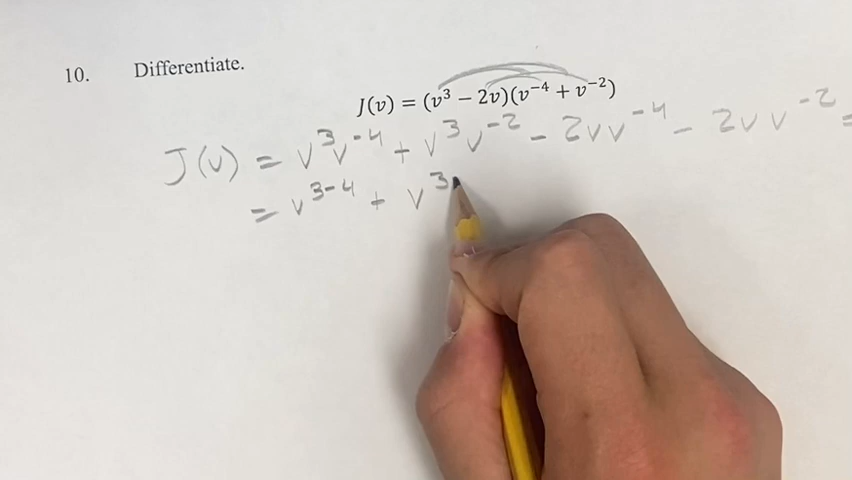 10. Differentiate.
J(v) = (v³ − 2v)(v⁻⁴ + v⁻²)
J(v) = v³v⁻⁴ + v³v⁻² − 2vv⁻⁴ − 2vv⁻² =
= v³⁻⁴ + v³